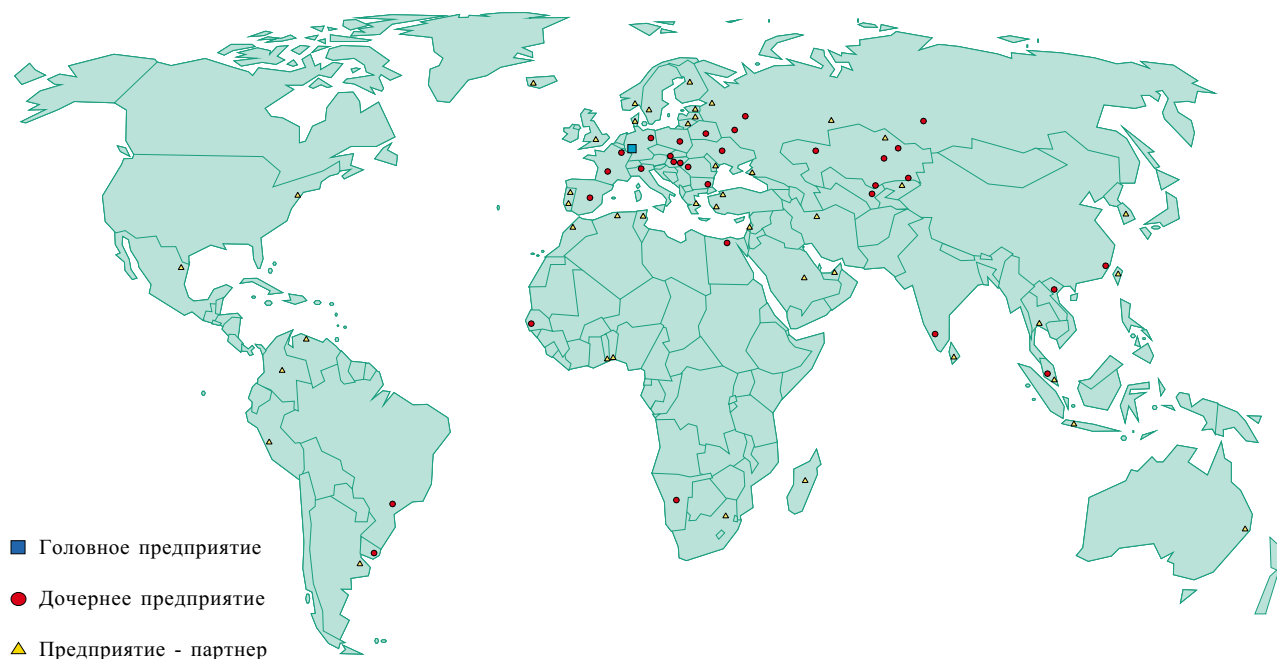 Головное предприятие
Дочернее предприятие
Предприятие - партнер